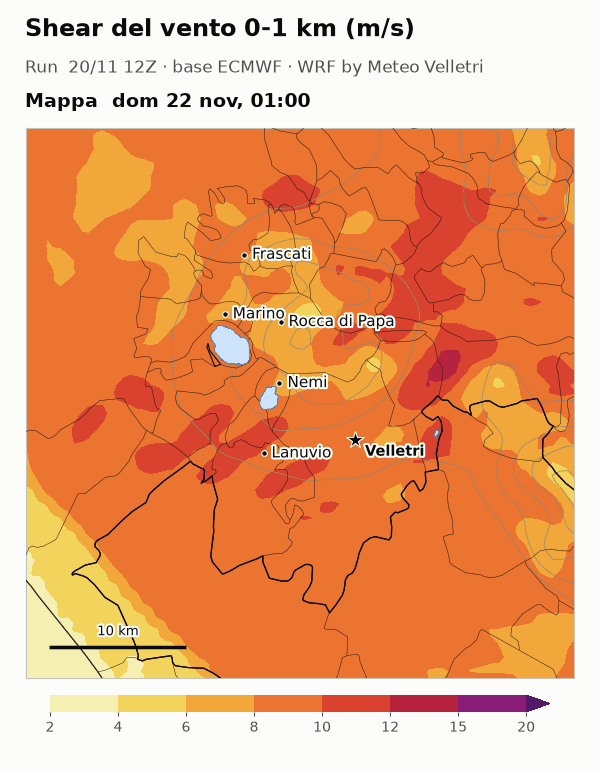 Shear del vento 0-1 km (m/s)
Run  20/11 12Z · base ECMWF · WRF by Meteo Velletri
Mappa  dom 22 nov, 01:00
Frascati
Marino
Rocca di Papa
Nemi
Velletri
Lanuvio
10 km
2 4 6 8 10 12 15 20